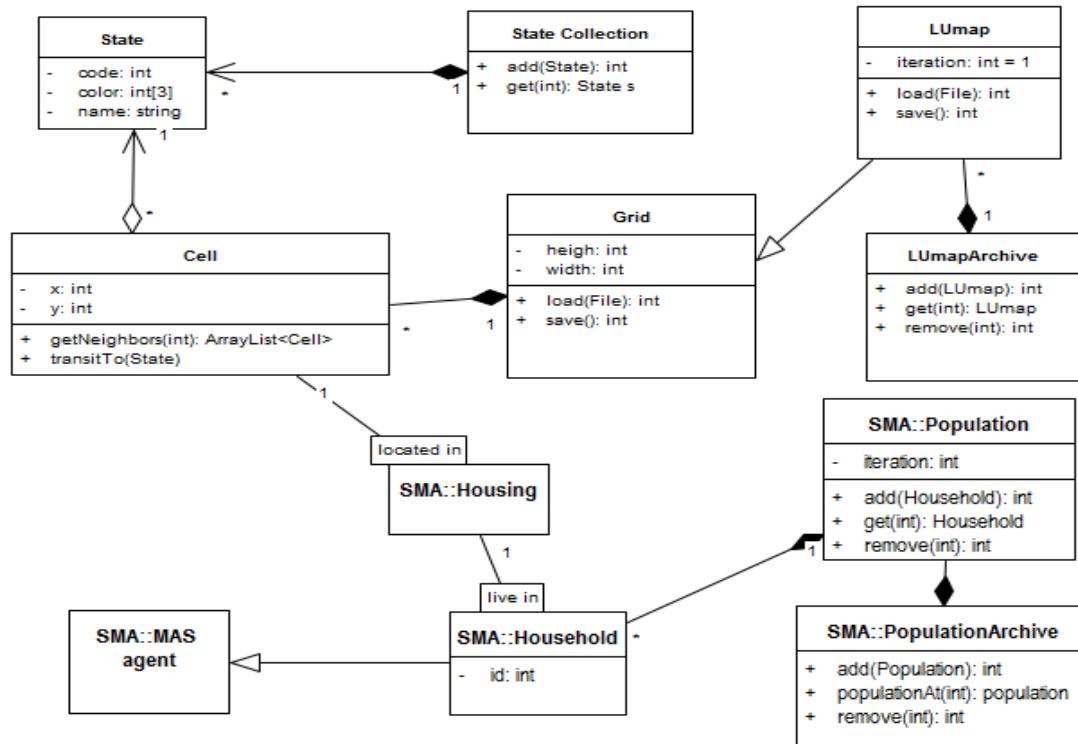 State
- code: int
- color: int[3]
- name: string
1
*
State Collection
+ add(State): int
+ get(int): State s
1
*
LUmap
- iteration: int = 1
+ load(File): int
+ save(): int
*
1
Cell
- x: int
- y: int
+ getNeighbors(int): ArrayList<Cell>
+ transitTo(State)
*
1
Grid
- heigh: int
- width: int
+ load(File): int
+ save(): int
1
LUmapArchive
+ add(LUmap): int
+ get(int): LUmap
+ remove(int): int
located in
SMA::Housing
1
live in
SMA::Household
- id: int
*
1
SMA::MAS
agent
SMA::Population
- iteration: int
+ add(Household): int
+ get(int): Household
+ remove(int): int
SMA::PopulationArchive
+ add(Population): int
+ populationAt(int): population
+ remove(int): int